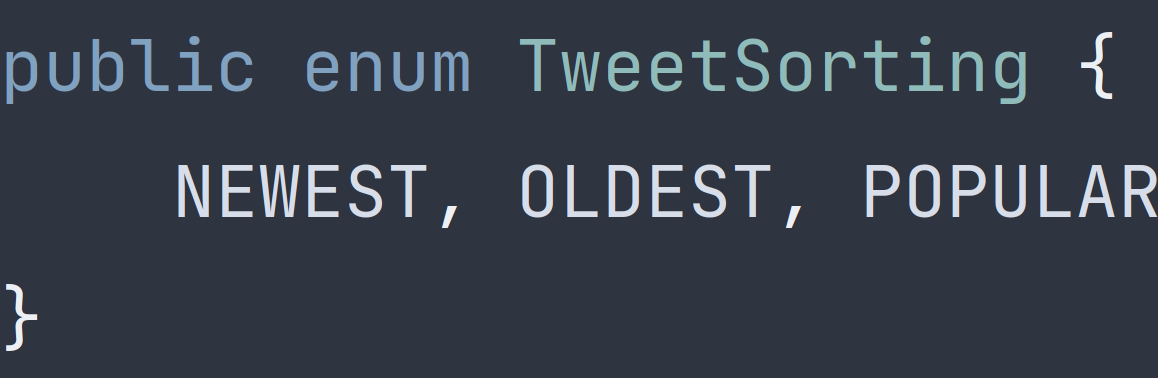 public enum TweetSorting {
    NEWEST, OLDEST, POPULAR
}